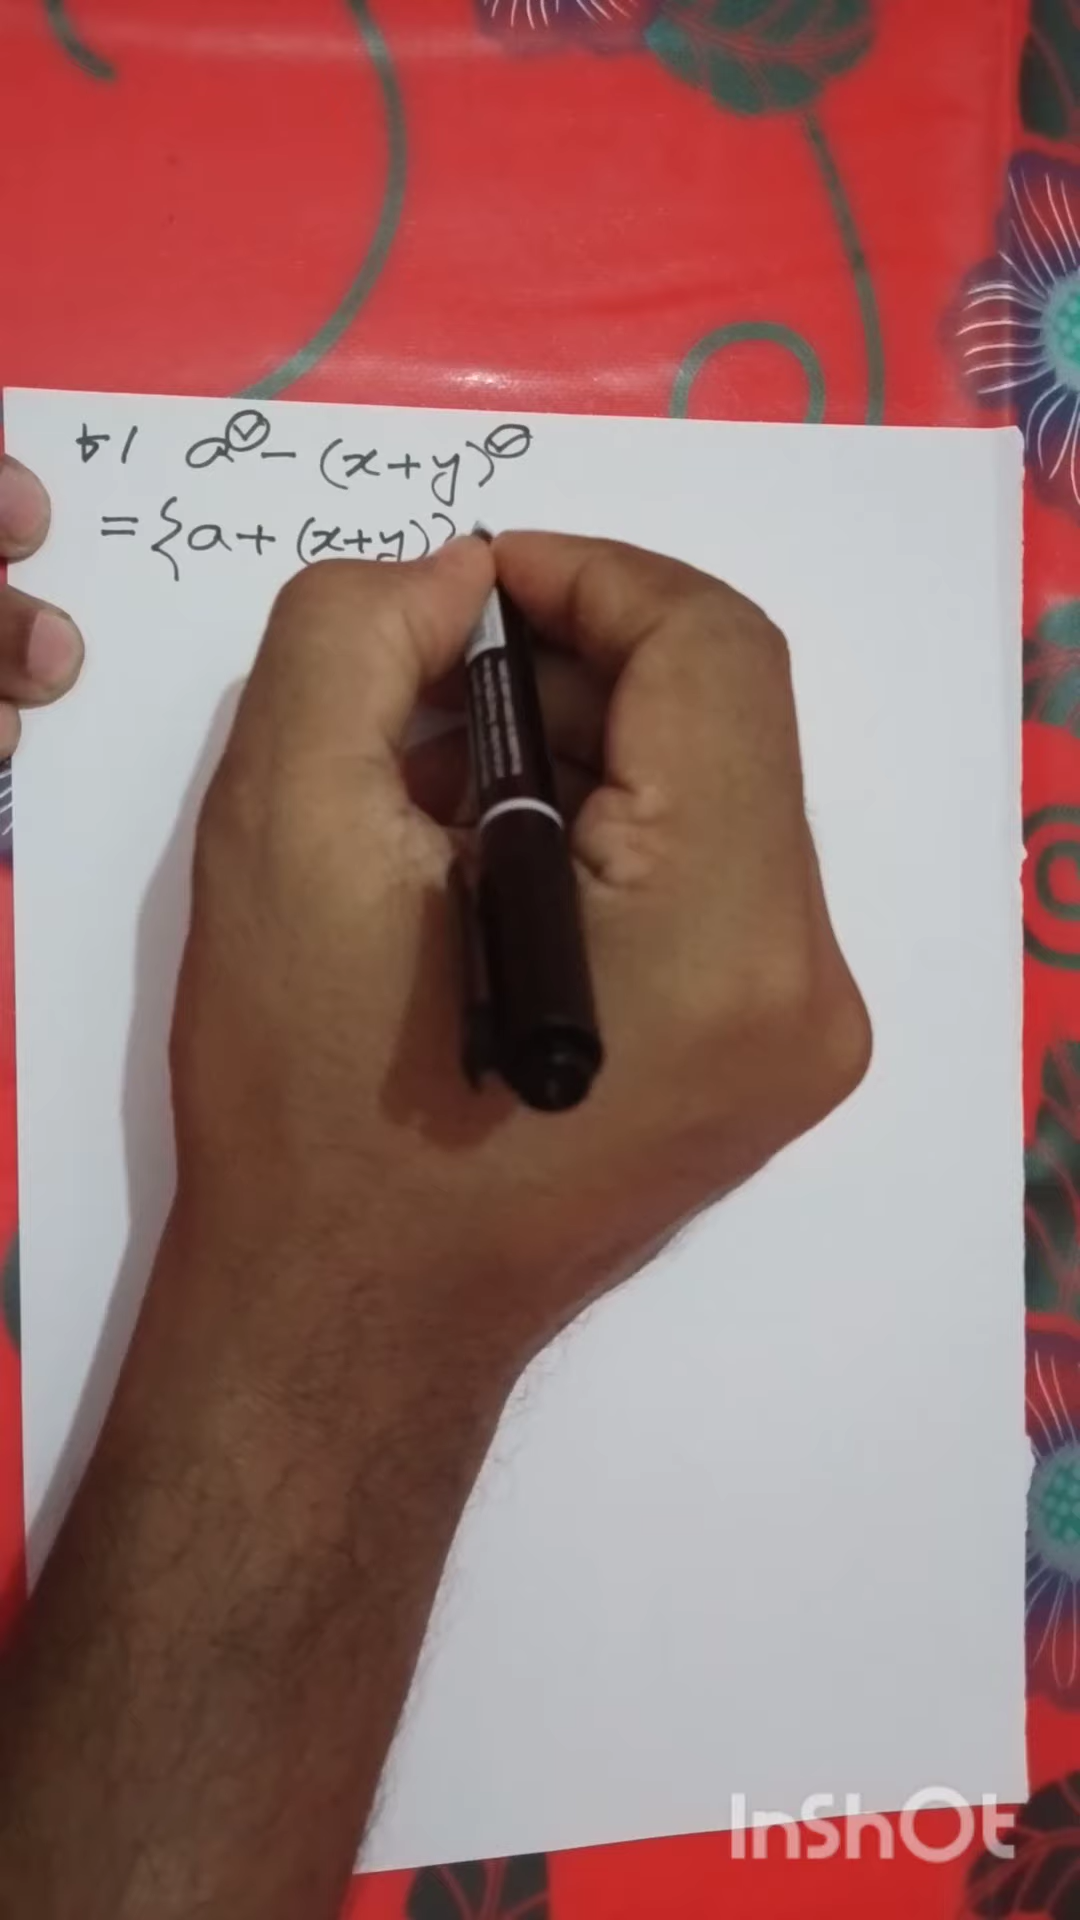 ৮। a² - (x+y)²
= {a + (x+y)}
InShOt